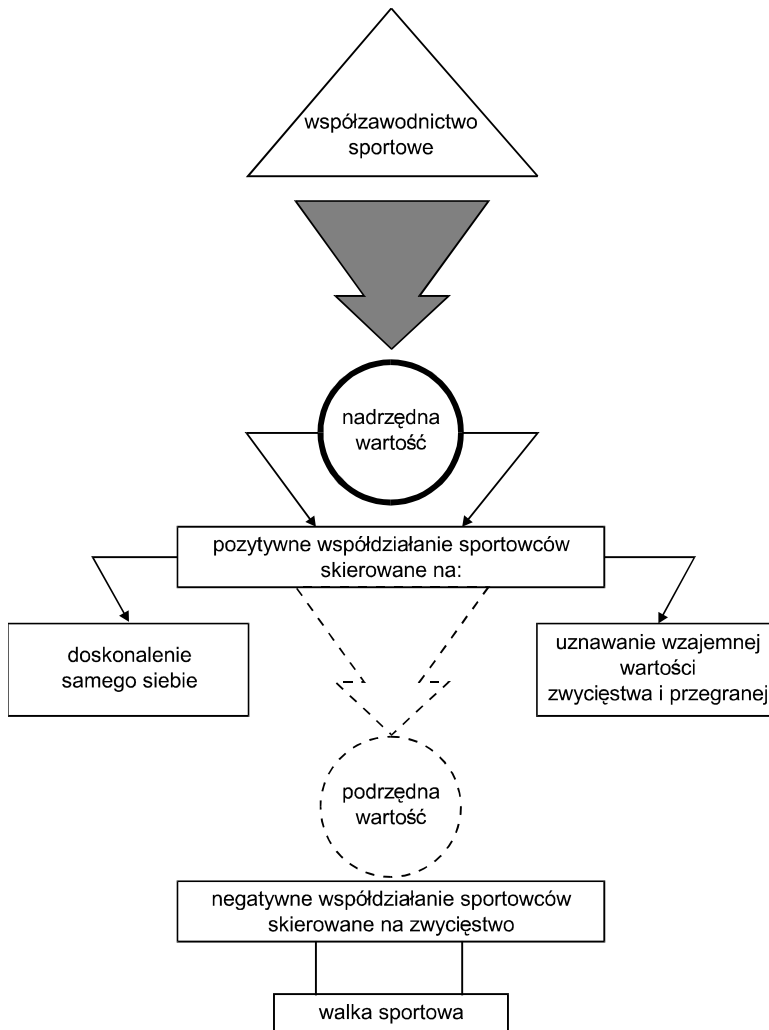 współzawodnictwo
sportowe
nadrzędna
wartość
pozytywne współdziałanie sportowców
skierowane na:
doskonalenie
samego siebie
uznawanie wzajemnej
wartości
zwycięstwa i przegranej
podrzędna
wartość
negatywne współdziałanie sportowców
skierowane na zwycięstwo
walka sportowa